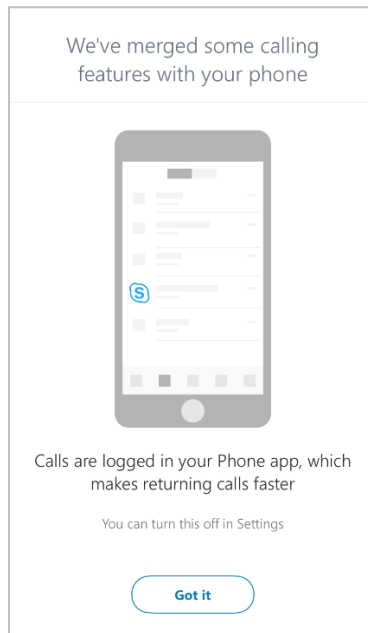 We've merged some calling
features with your phone
S
Calls are logged in your Phone app, which
makes returning calls faster
You can turn this off in Settings
Got it